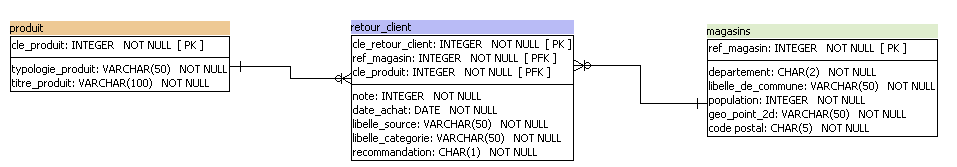 produit
cle_produit: INTEGER NOT NULL [ PK ]
typologie_produit: VARCHAR(50) NOT NULL
titre_produit: VARCHAR(100) NOT NULL
retour_client
cle_retour_client: INTEGER NOT NULL [ PK ]
ref_magasin: INTEGER NOT NULL [ PFK ]
cle_produit: INTEGER NOT NULL [ PFK ]
note: INTEGER NOT NULL
date_achat: DATE NOT NULL
libelle_source: VARCHAR(50) NOT NULL
libelle_categorie: VARCHAR(50) NOT NULL
recommandation: CHAR(1) NOT NULL
magasins
ref_magasin: INTEGER NOT NULL [ PK ]
departement: CHAR(2) NOT NULL
libelle_de_commune: VARCHAR(50) NOT NULL
population: INTEGER NOT NULL
geo_point_2d: VARCHAR(50) NOT NULL
code postal: CHAR(5) NOT NULL